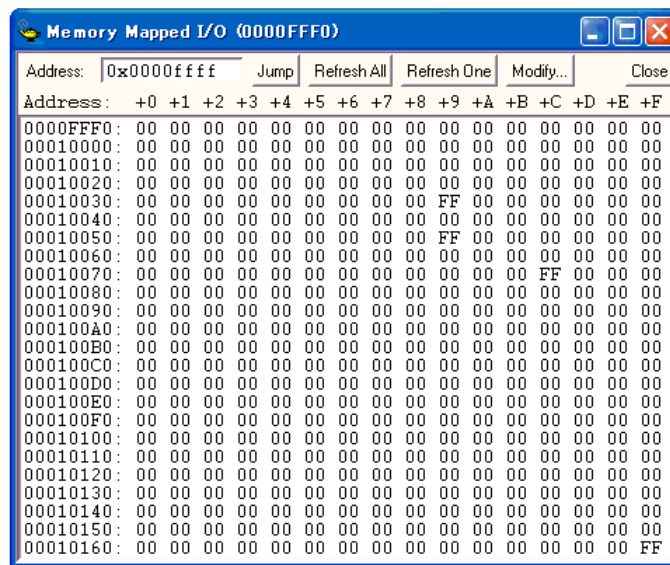 Memory Mapped I/O (0000FFF0)
Address: 0x0000ffff Jump Refresh All Refresh One Modify... Close
Address: +0 +1 +2 +3 +4 +5 +6 +7 +8 +9 +A +B +C +D +E +F
0000FFF0: 00 00 00 00 00 00 00 00 00 00 00 00 00 00 00 00
00010000: 00 00 00 00 00 00 00 00 00 00 00 00 00 00 00 00
00010010: 00 00 00 00 00 00 00 00 00 00 00 00 00 00 00 00
00010020: 00 00 00 00 00 00 00 00 00 00 00 00 00 00 00 00
00010030: 00 00 00 00 00 00 00 00 00 FF 00 00 00 00 00 00
00010040: 00 00 00 00 00 00 00 00 00 00 00 00 00 00 00 00
00010050: 00 00 00 00 00 00 00 00 00 FF 00 00 00 00 00 00
00010060: 00 00 00 00 00 00 00 00 00 00 00 00 00 00 00 00
00010070: 00 00 00 00 00 00 00 00 00 00 00 00 FF 00 00 00
00010080: 00 00 00 00 00 00 00 00 00 00 00 00 00 00 00 00
00010090: 00 00 00 00 00 00 00 00 00 00 00 00 00 00 00 00
000100A0: 00 00 00 00 00 00 00 00 00 00 00 00 00 00 00 00
000100B0: 00 00 00 00 00 00 00 00 00 00 00 00 00 00 00 00
000100C0: 00 00 00 00 00 00 00 00 00 00 00 00 00 00 00 00
000100D0: 00 00 00 00 00 00 00 00 00 00 00 00 00 00 00 00
000100E0: 00 00 00 00 00 00 00 00 00 00 00 00 00 00 00 00
000100F0: 00 00 00 00 00 00 00 00 00 00 00 00 00 00 00 00
00010100: 00 00 00 00 00 00 00 00 00 00 00 00 00 00 00 00
00010110: 00 00 00 00 00 00 00 00 00 00 00 00 00 00 00 00
00010120: 00 00 00 00 00 00 00 00 00 00 00 00 00 00 00 00
00010130: 00 00 00 00 00 00 00 00 00 00 00 00 00 00 00 00
00010140: 00 00 00 00 00 00 00 00 00 00 00 00 00 00 00 00
00010150: 00 00 00 00 00 00 00 00 00 00 00 00 00 00 00 00
00010160: 00 00 00 00 00 00 00 00 00 00 00 00 00 00 00 FF